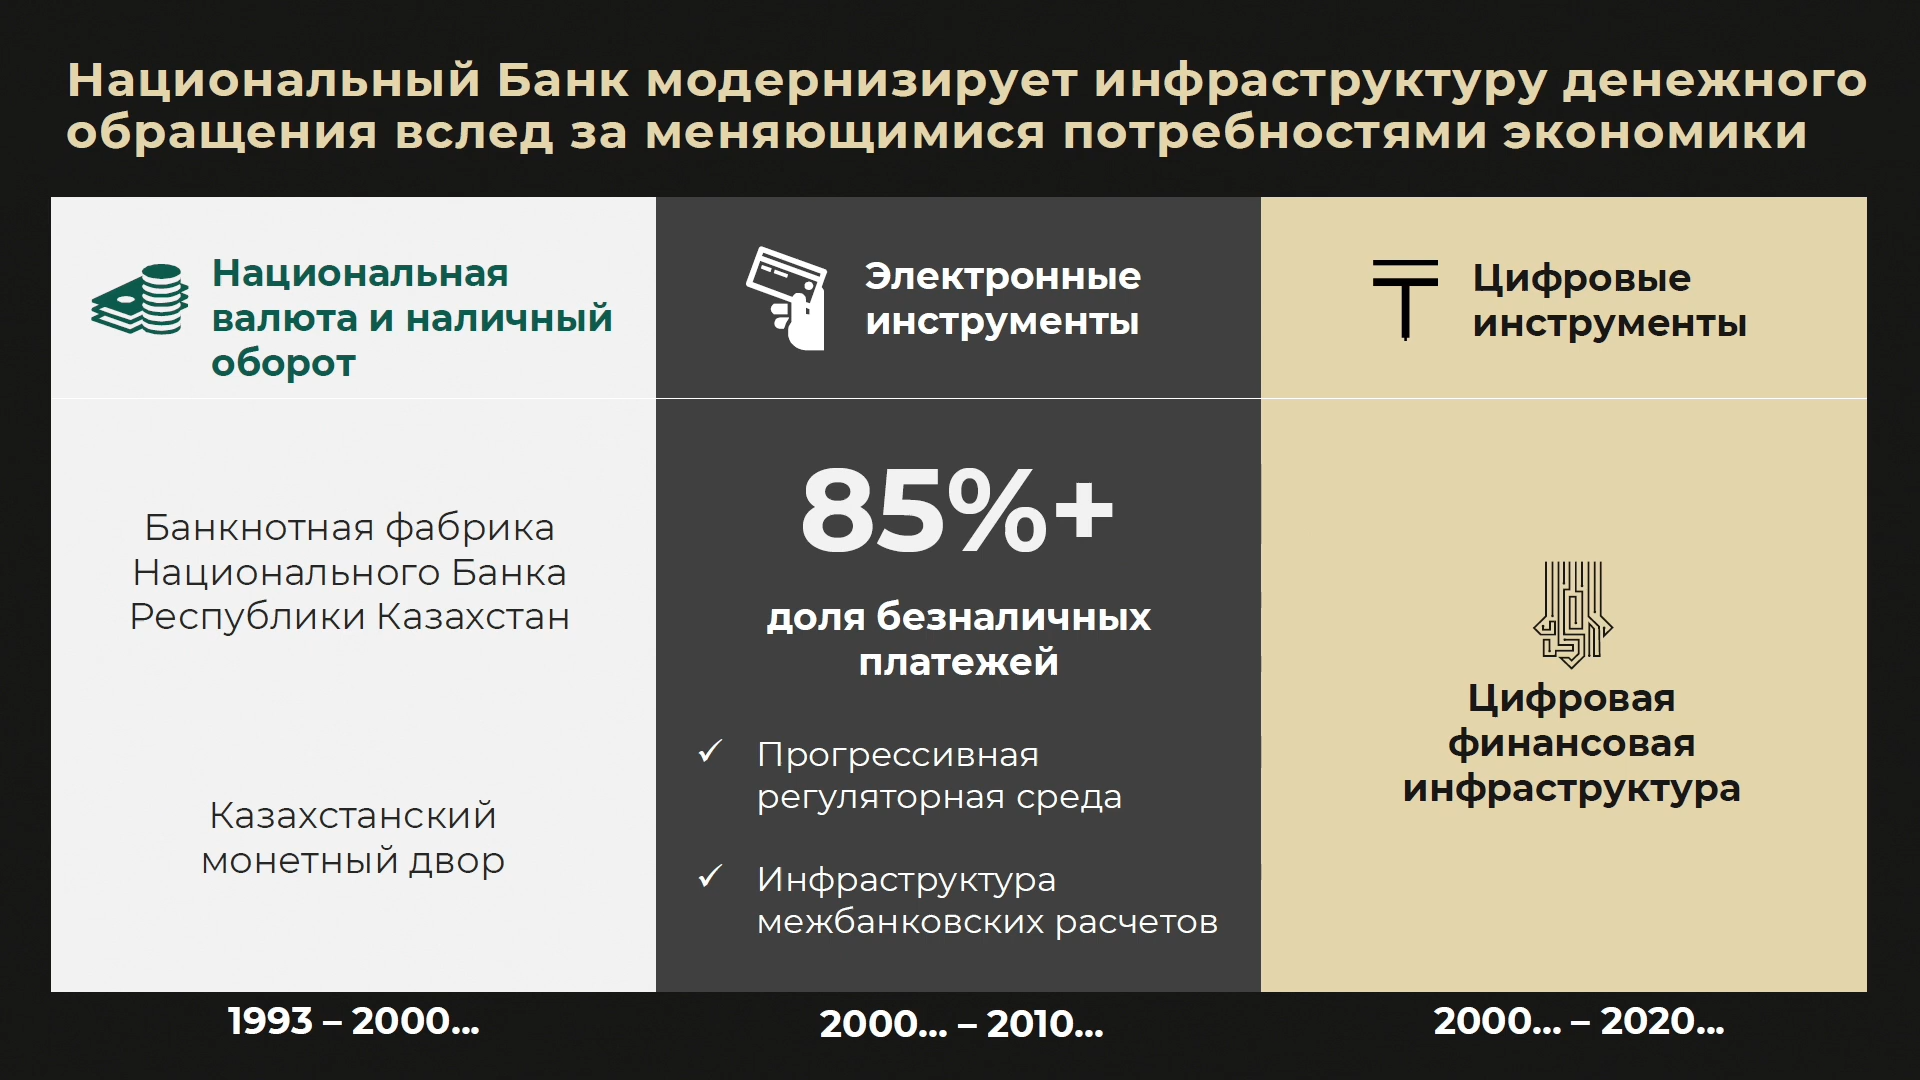 Национальный Банк модернизирует инфраструктуру денежного
обращения вслед за меняющимися потребностями экономики
Национальная
валюта и наличный
оборот
Банкнотная фабрика
Национального Банка
Республики Казахстан
Казахстанский
монетный двор
1993 – 2000...
Электронные
инструменты
85%+
доля безналичных
платежей
✓ Прогрессивная
регуляторная среда
✓ Инфраструктура
межбанковских расчетов
2000... – 2010...
₸
Цифровые
инструменты
Цифровая
финансовая
инфраструктура
2000... – 2020...